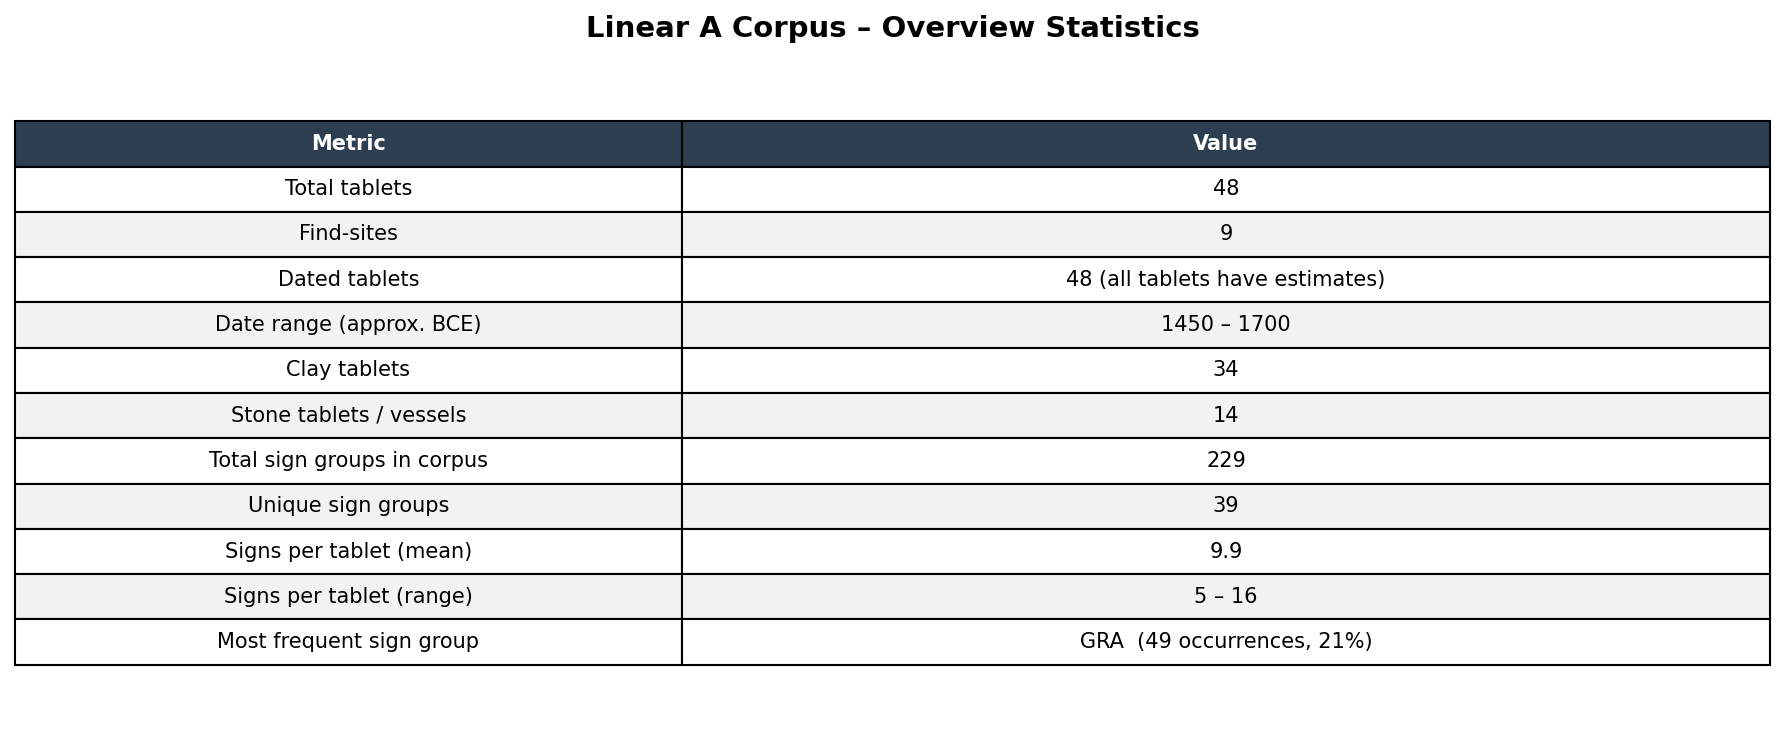 Linear A Corpus – Overview Statistics
Metric Value
Total tablets 48
Find-sites 9
Dated tablets 48 (all tablets have estimates)
Date range (approx. BCE) 1450 – 1700
Clay tablets 34
Stone tablets / vessels 14
Total sign groups in corpus 229
Unique sign groups 39
Signs per tablet (mean) 9.9
Signs per tablet (range) 5 – 16
Most frequent sign group GRA  (49 occurrences, 21%)